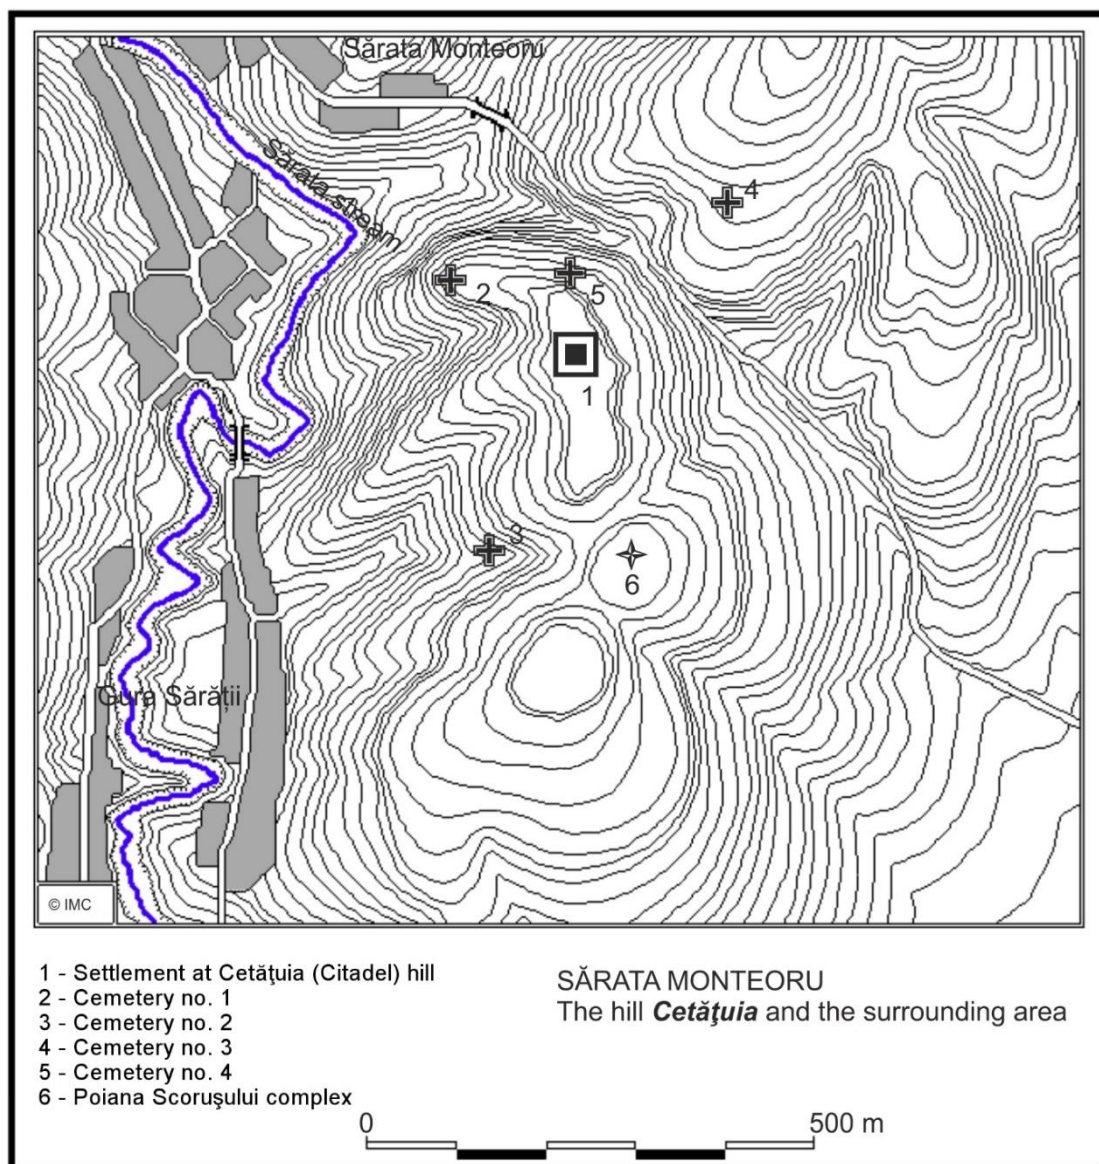 Sărata Monteoru
Sărata stream
4
2
5
1
3
6
Gura Sărății
© IMC
1 - Settlement at Cetăţuia (Citadel) hill
2 - Cemetery no. 1
3 - Cemetery no. 2
4 - Cemetery no. 3
5 - Cemetery no. 4
6 - Poiana Scoruşului complex
SĂRATA MONTEORU
The hill Cetăţuia and the surrounding area
0
500 m